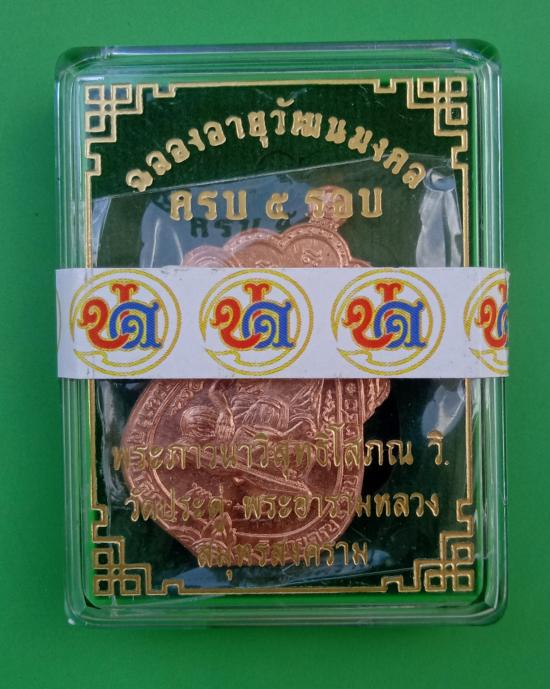 ฉลองอายุวัฒนมงคล
ครบ ๕ รอบ
พระภาวนาวิสุทธิโสภณ วิ.
วัดประดู่ พระอารามหลวง
สมุทรสงคราม